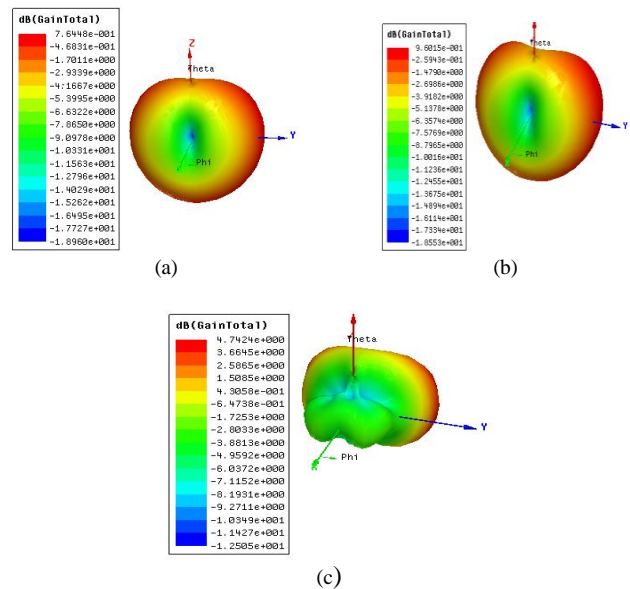 dB(GainTotal)
7.6448e-001
-4.6831e-001
-1.7011e+000
-2.9339e+000
-4.1667e+000
-5.3995e+000
-6.6322e+000
-7.8650e+000
-9.0978e+000
-1.0331e+001
-1.1563e+001
-1.2796e+001
-1.4029e+001
-1.5262e+001
-1.6495e+001
-1.7727e+001
-1.8960e+001
Z
Theta
Y
Phi
(a)
dB(GainTotal)
9.6015e-001
-2.5943e-001
-1.4790e+000
-2.6986e+000
-3.9182e+000
-5.1378e+000
-6.3574e+000
-7.5769e+000
-8.7965e+000
-1.0016e+001
-1.1236e+001
-1.2455e+001
-1.3675e+001
-1.4894e+001
-1.6114e+001
-1.7334e+001
-1.8553e+001
Theta
Y
Phi
(b)
dB(GainTotal)
4.7424e+000
3.6645e+000
2.5865e+000
1.5085e+000
4.3058e-001
-6.4738e-001
-1.7253e+000
-2.8033e+000
-3.8813e+000
-4.9592e+000
-6.0372e+000
-7.1152e+000
-8.1931e+000
-9.2711e+000
-1.0349e+001
-1.1427e+001
-1.2505e+001
Theta
Y
Phi
(c)